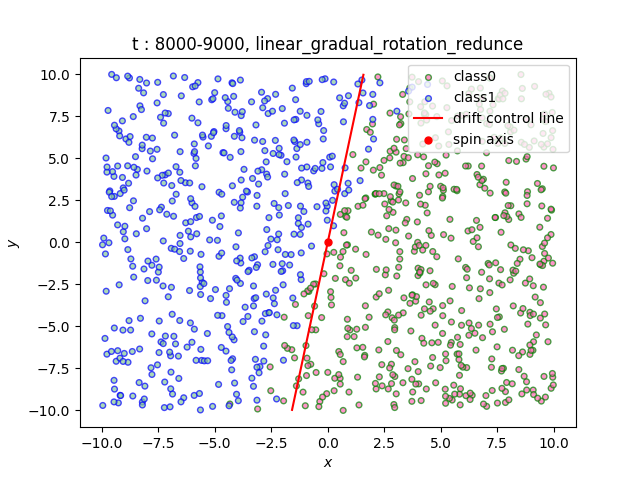 t : 8000-9000, linear_gradual_rotation_redunce
class0
class1
drift control line
spin axis
10.0
7.5
5.0
2.5
0.0
−2.5
−5.0
−7.5
−10.0
y
−10.0 −7.5 −5.0 −2.5 0.0 2.5 5.0 7.5 10.0
x